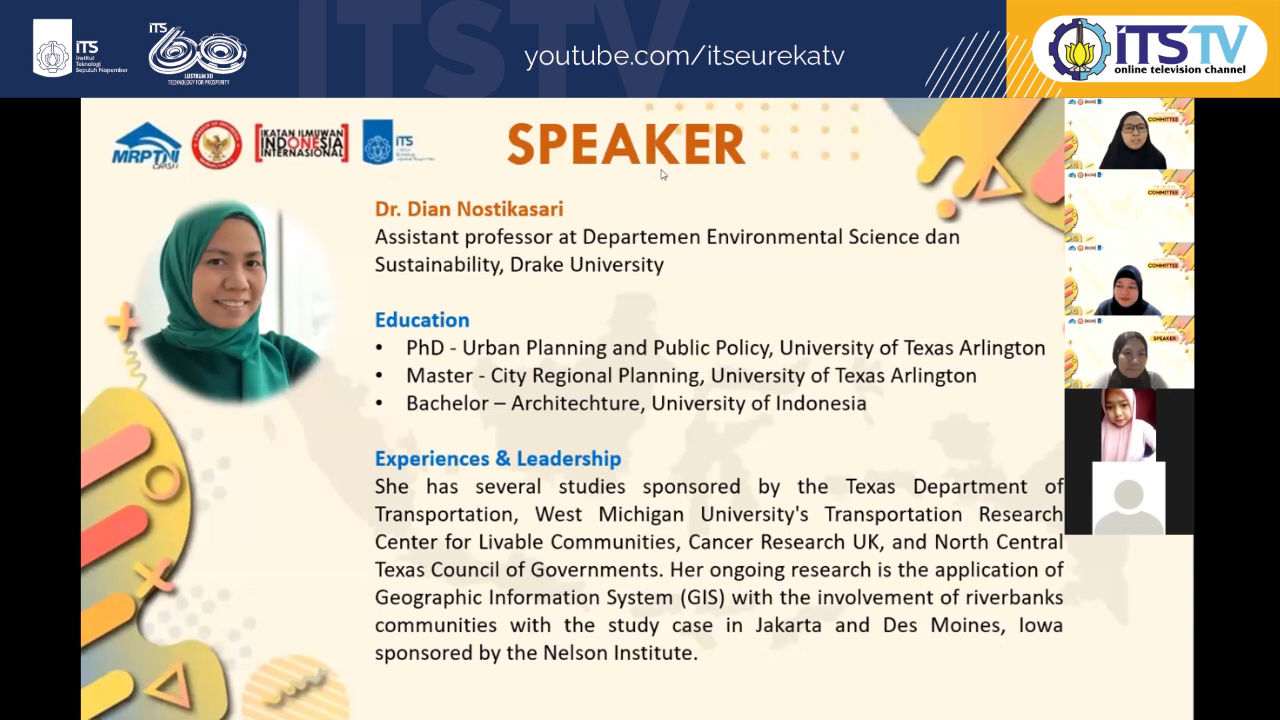 iTS
Institut
Teknologi
Sepuluh Nopember
iTS
60
LUSTRUM XII
TECHNOLOGY FOR PROSPERITY
ITSTV
youtube.com/itseurekatv
iTS TV
online television channel
MRPTNI
IKATAN ILMUWAN
INDONESIA
INTERNASIONAL
ITS
SPEAKER
Dr. Dian Nostikasari
Assistant professor at Departemen Environmental Science dan
Sustainability, Drake University
Education
• PhD - Urban Planning and Public Policy, University of Texas Arlington
• Master - City Regional Planning, University of Texas Arlington
• Bachelor – Architechture, University of Indonesia
Experiences & Leadership
She has several studies sponsored by the Texas Department of
Transportation, West Michigan University's Transportation Research
Center for Livable Communities, Cancer Research UK, and North Central
Texas Council of Governments. Her ongoing research is the application of
Geographic Information System (GIS) with the involvement of riverbanks
communities with the study case in Jakarta and Des Moines, Iowa
sponsored by the Nelson Institute.
COMMITTEE
COMMITTEE
COMMITTEE
SPEAKER